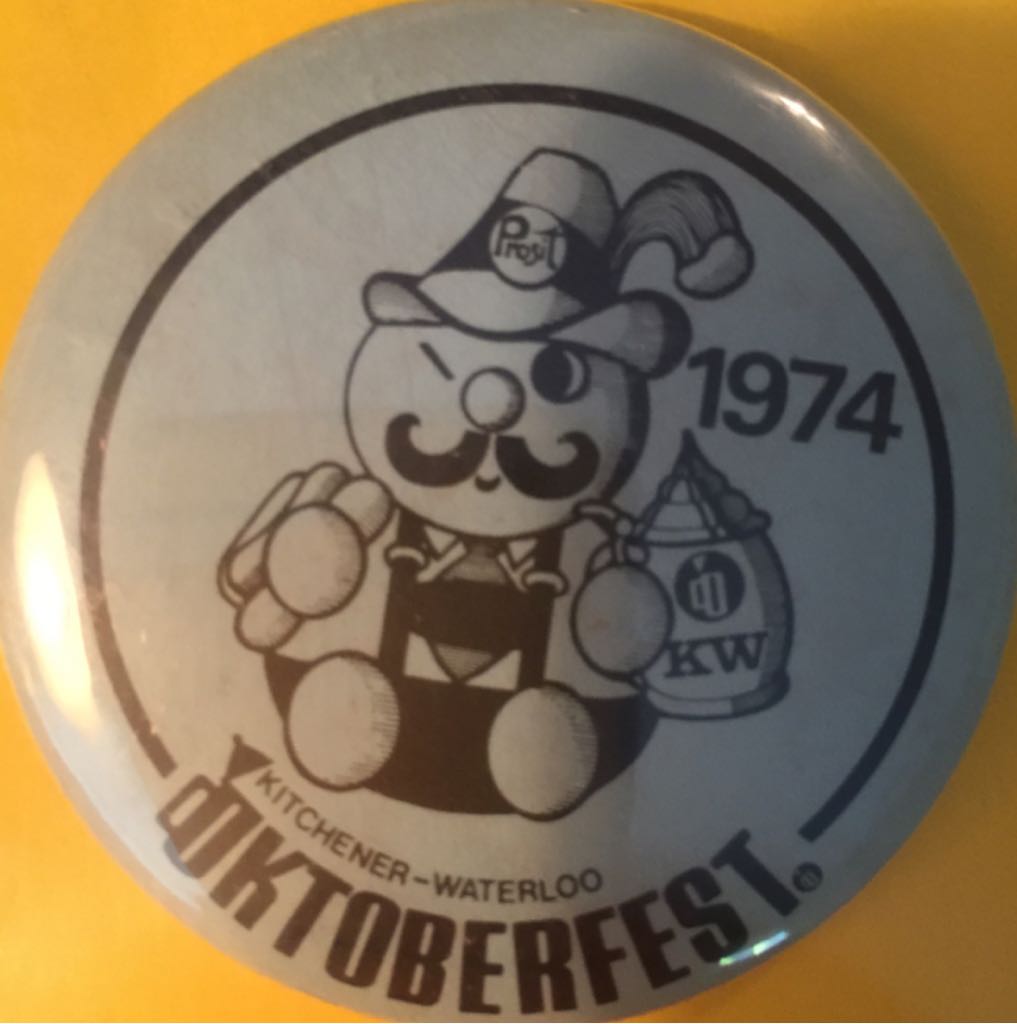 Prosit
1974
KW
KITCHENER-WATERLOO
OKTOBERFEST